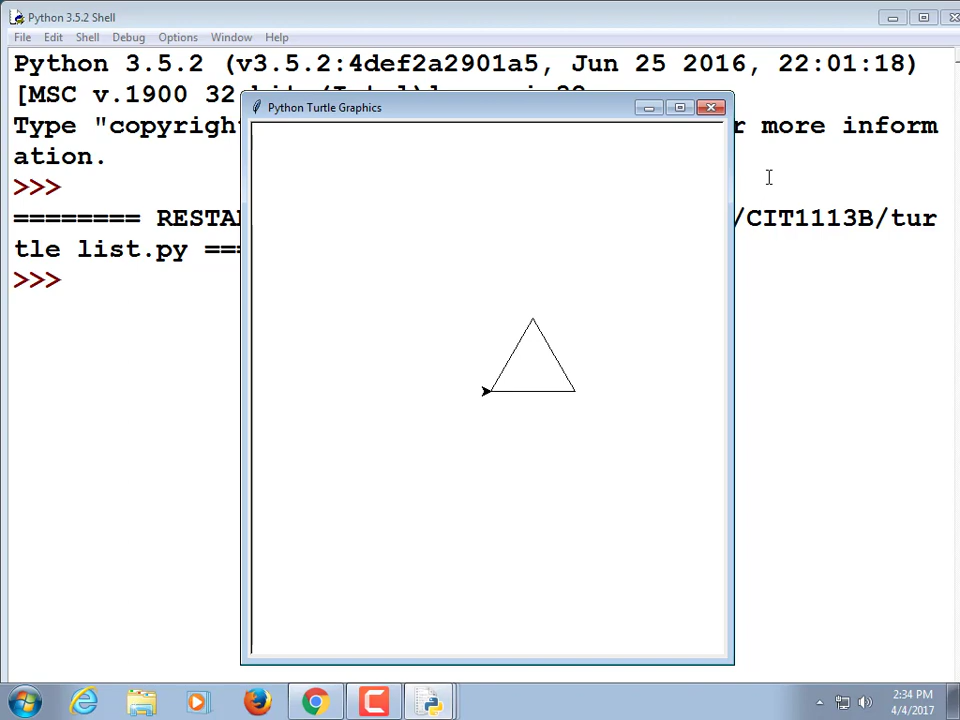 Python 3.5.2 Shell
File Edit Shell Debug Options Window Help
Python 3.5.2 (v3.5.2:4def2a2901a5, Jun 25 2016, 22:01:18)
[MSC v.1900 32
Python Turtle Graphics
Type "copyrigh r more inform
ation.
>>>
======== RESTA /CIT1113B/tur
tle list.py ===
>>>
2:34 PM
4/4/2017